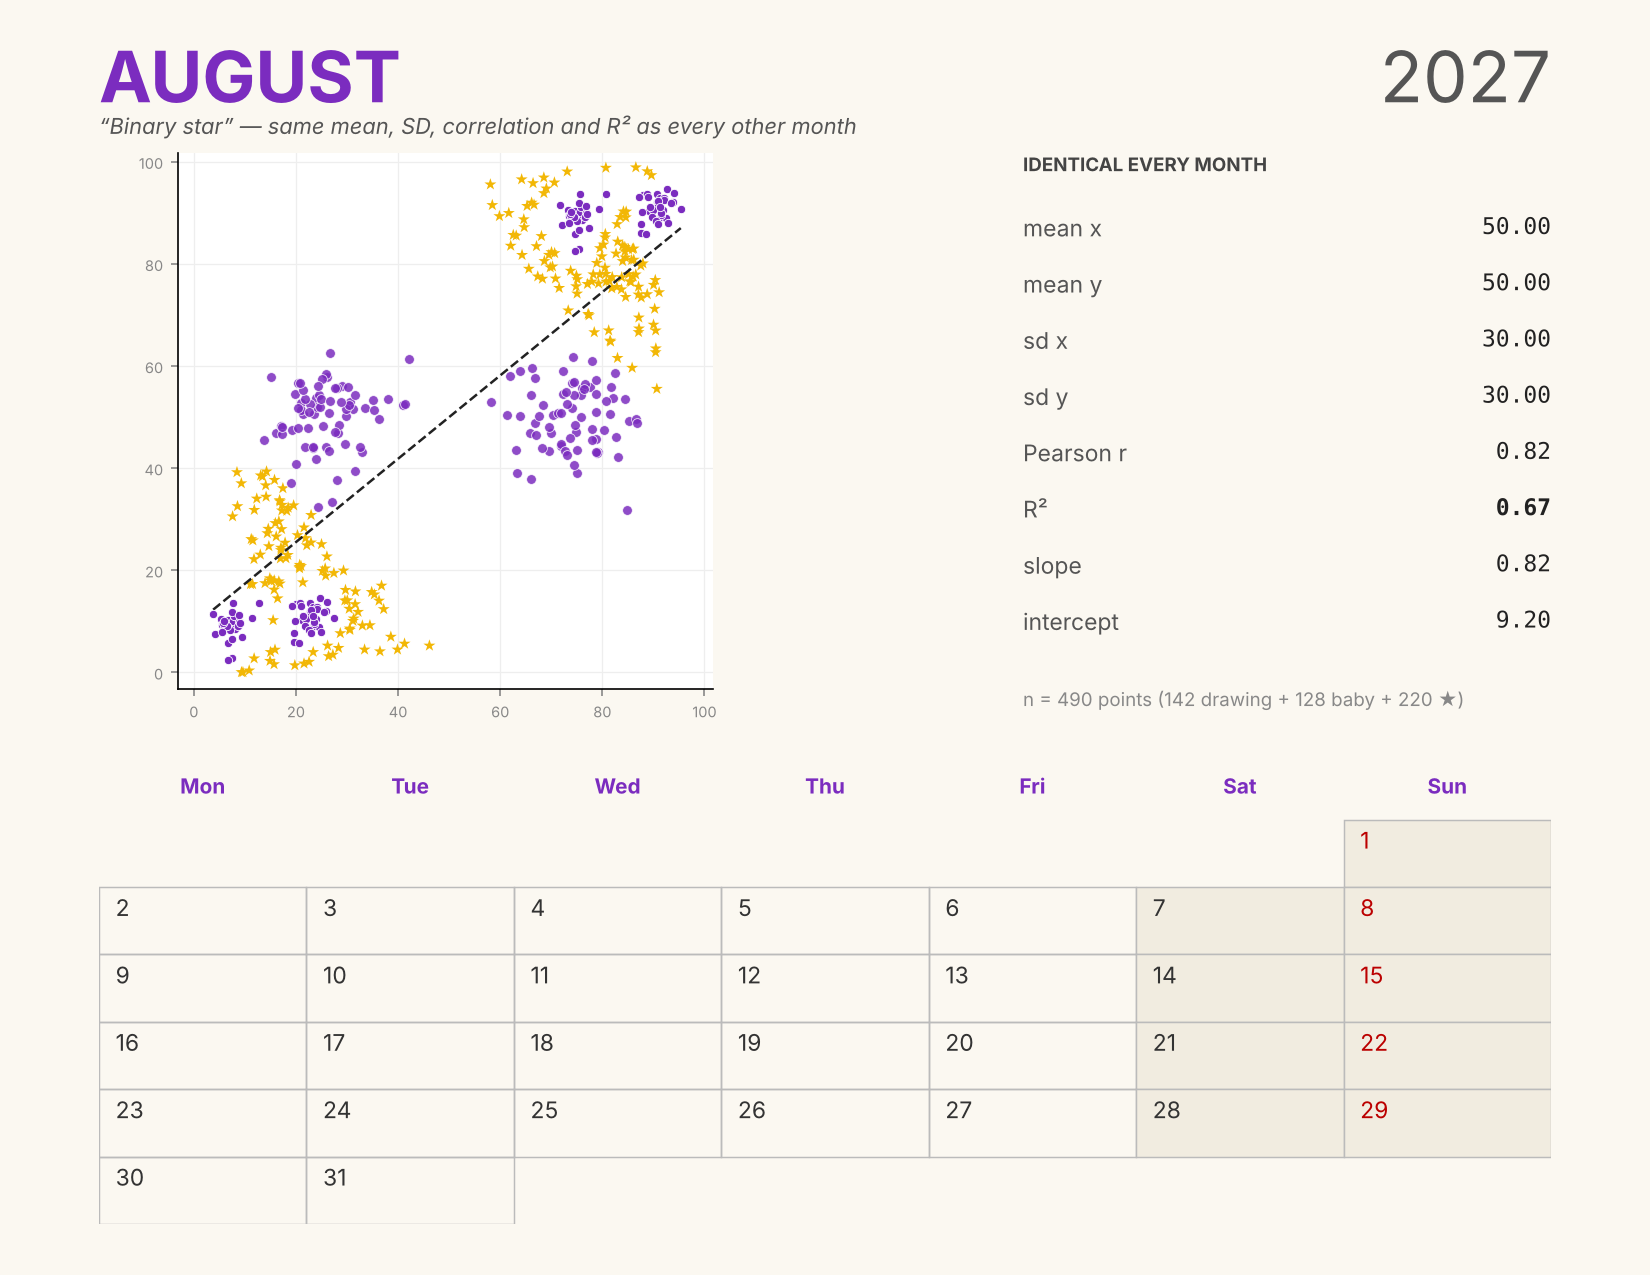 AUGUST 2027
“Binary star” — same mean, SD, correlation and R² as every other month
100
80
60
40
20
0
0 20 40 60 80 100
IDENTICAL EVERY MONTH
mean x 50.00
mean y 50.00
sd x 30.00
sd y 30.00
Pearson r 0.82
R² 0.67
slope 0.82
intercept 9.20
n = 490 points (142 drawing + 128 baby + 220 ★)
Mon Tue Wed Thu Fri Sat Sun
1
2 3 4 5 6 7 8
9 10 11 12 13 14 15
16 17 18 19 20 21 22
23 24 25 26 27 28 29
30 31